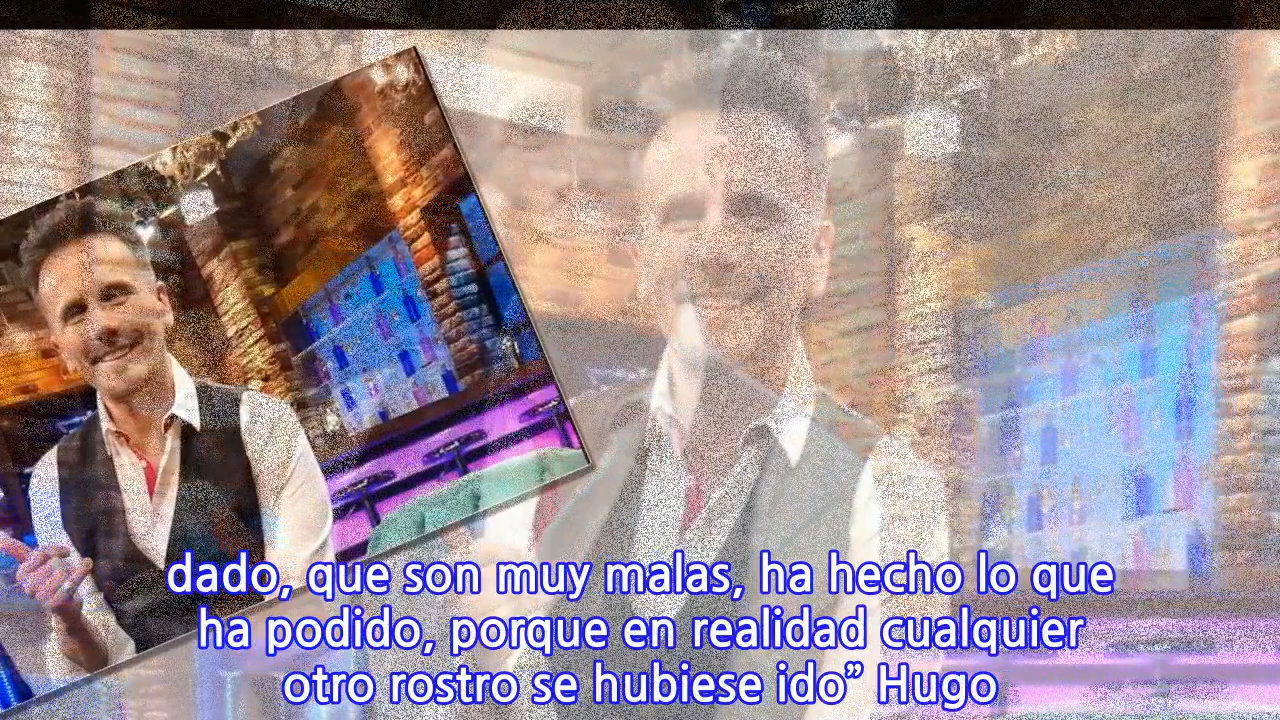 dado, que son muy malas, ha hecho lo que
ha podido, porque en realidad cualquier
otro rostro se hubiese ido” Hugo